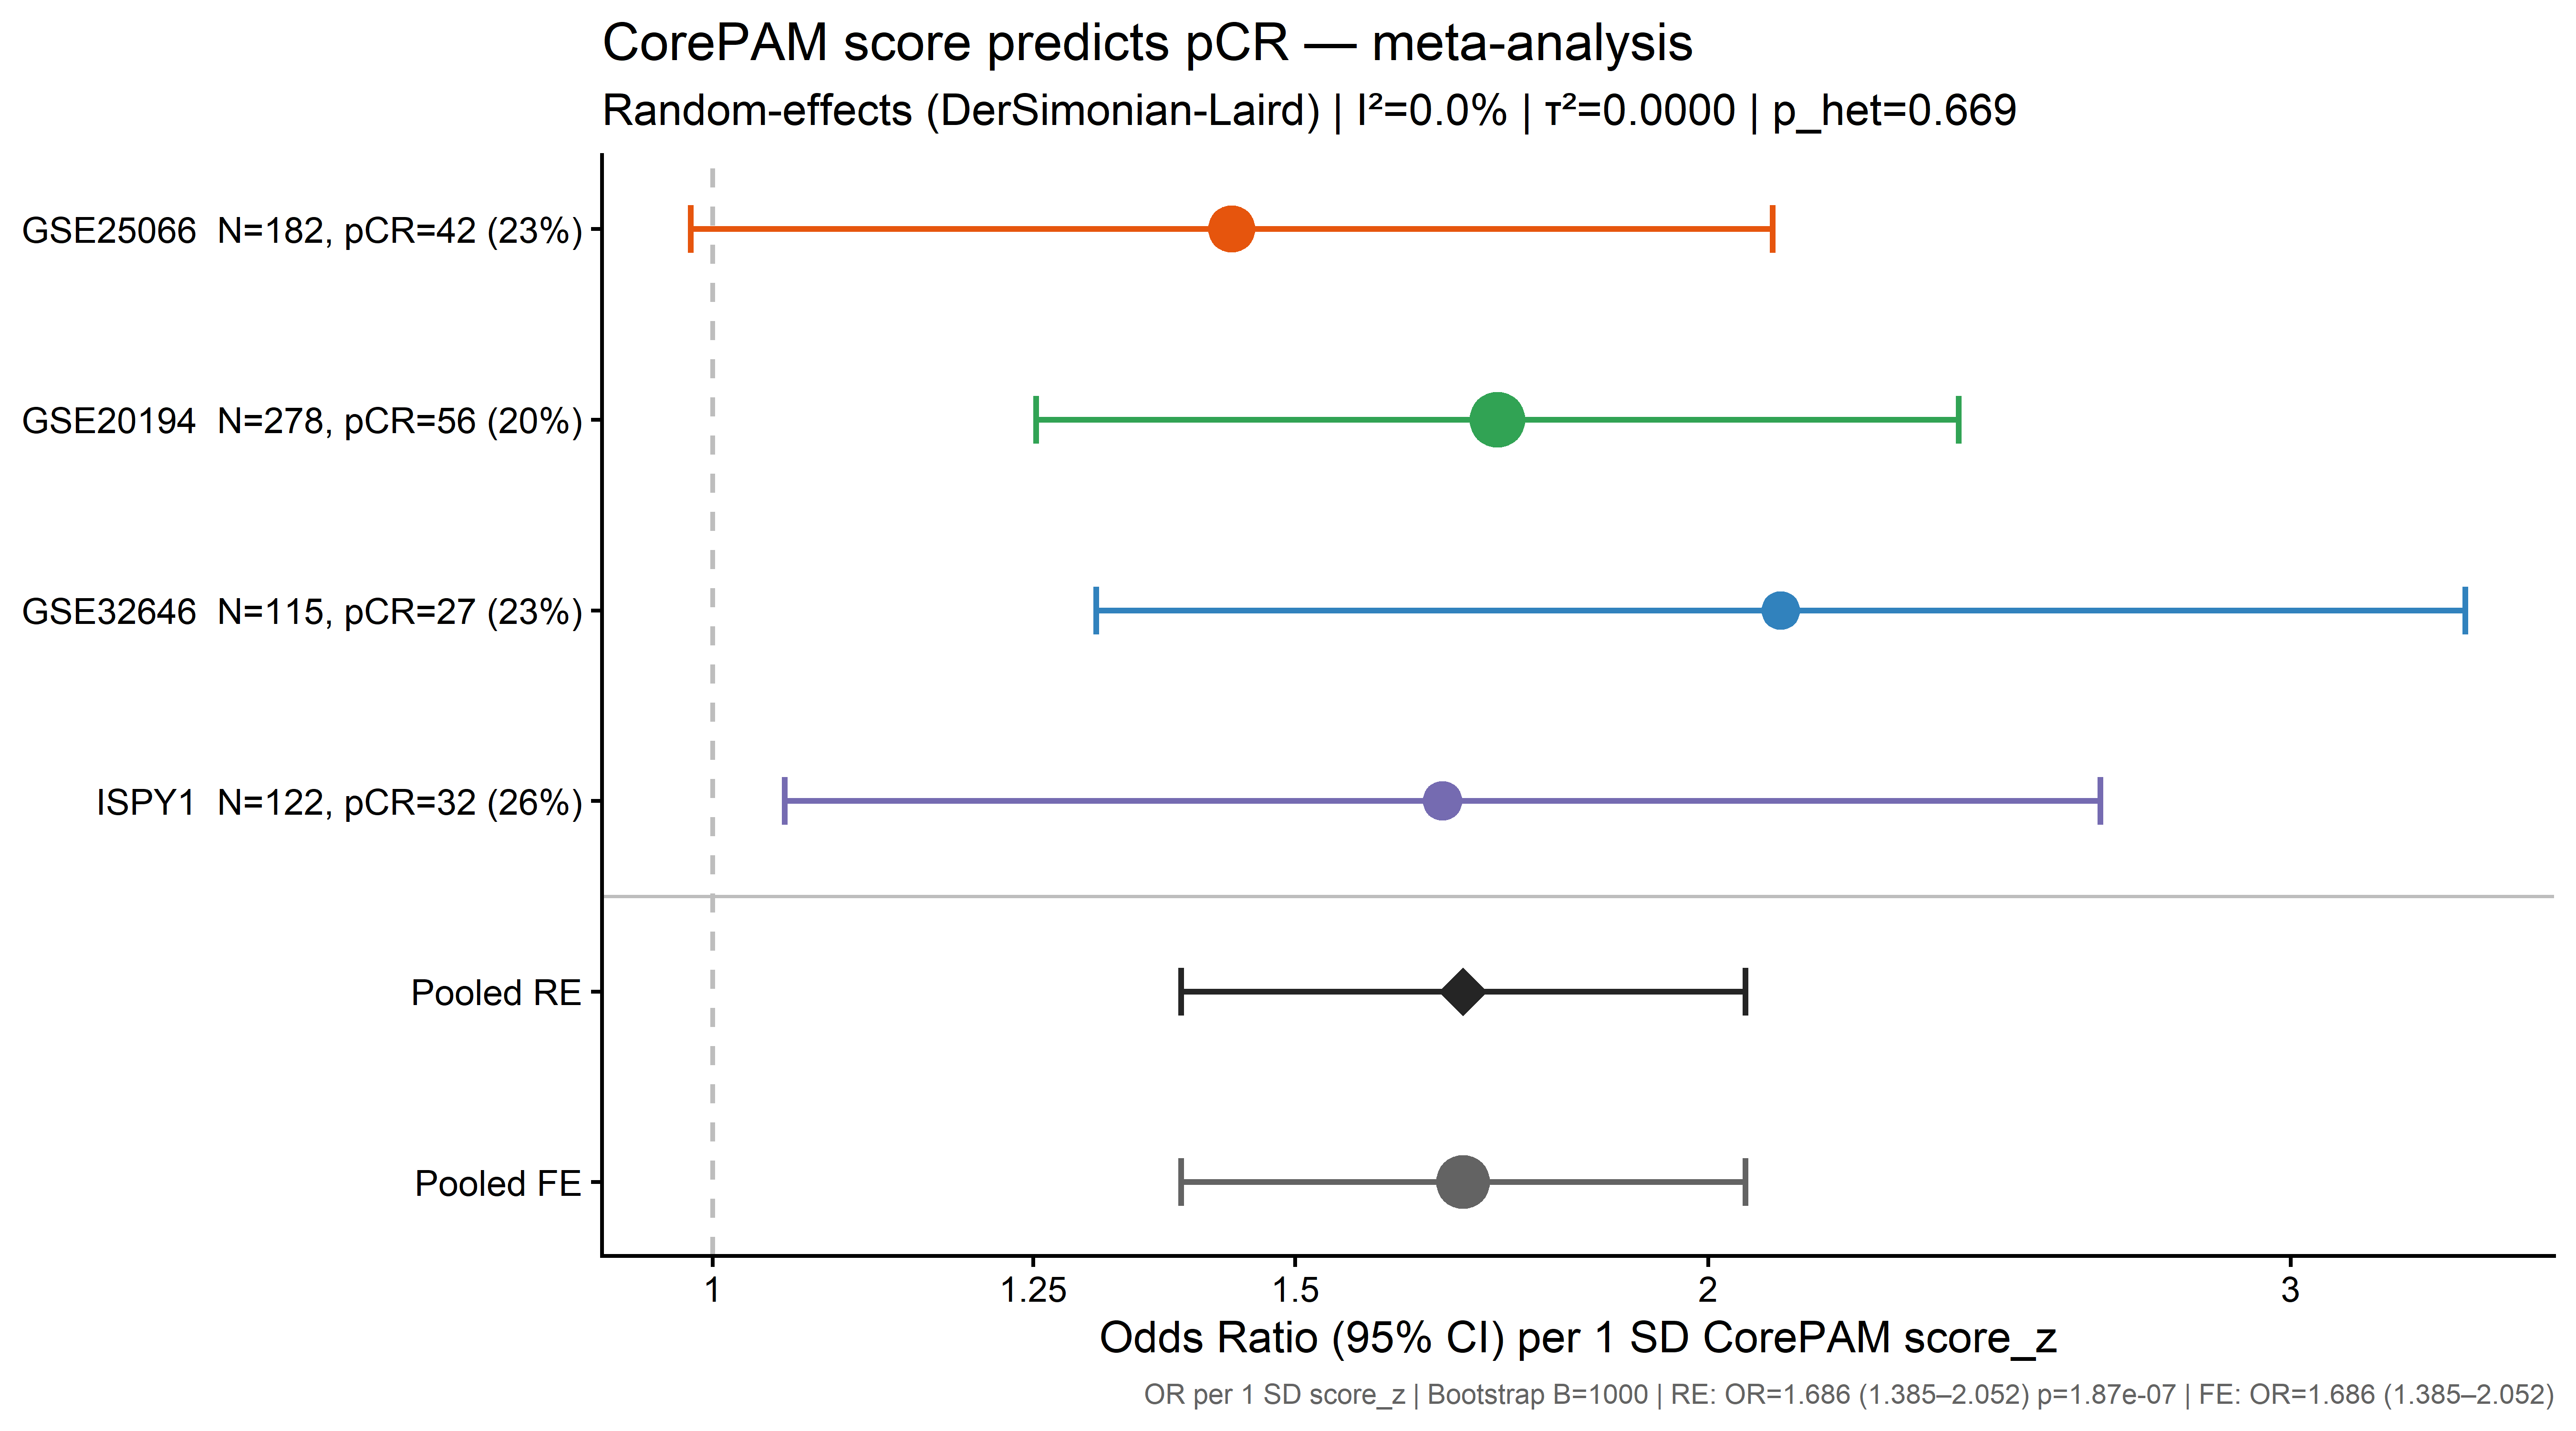 CorePAM score predicts pCR — meta-analysis
Random-effects (DerSimonian-Laird) | I²=0.0% | τ²=0.0000 | p_het=0.669
GSE25066  N=182, pCR=42 (23%)
GSE20194  N=278, pCR=56 (20%)
GSE32646  N=115, pCR=27 (23%)
ISPY1  N=122, pCR=32 (26%)
Pooled RE
Pooled FE
1 1.25 1.5 2 3
Odds Ratio (95% CI) per 1 SD CorePAM score_z
OR per 1 SD score_z | Bootstrap B=1000 | RE: OR=1.686 (1.385–2.052) p=1.87e-07 | FE: OR=1.686 (1.385–2.052)